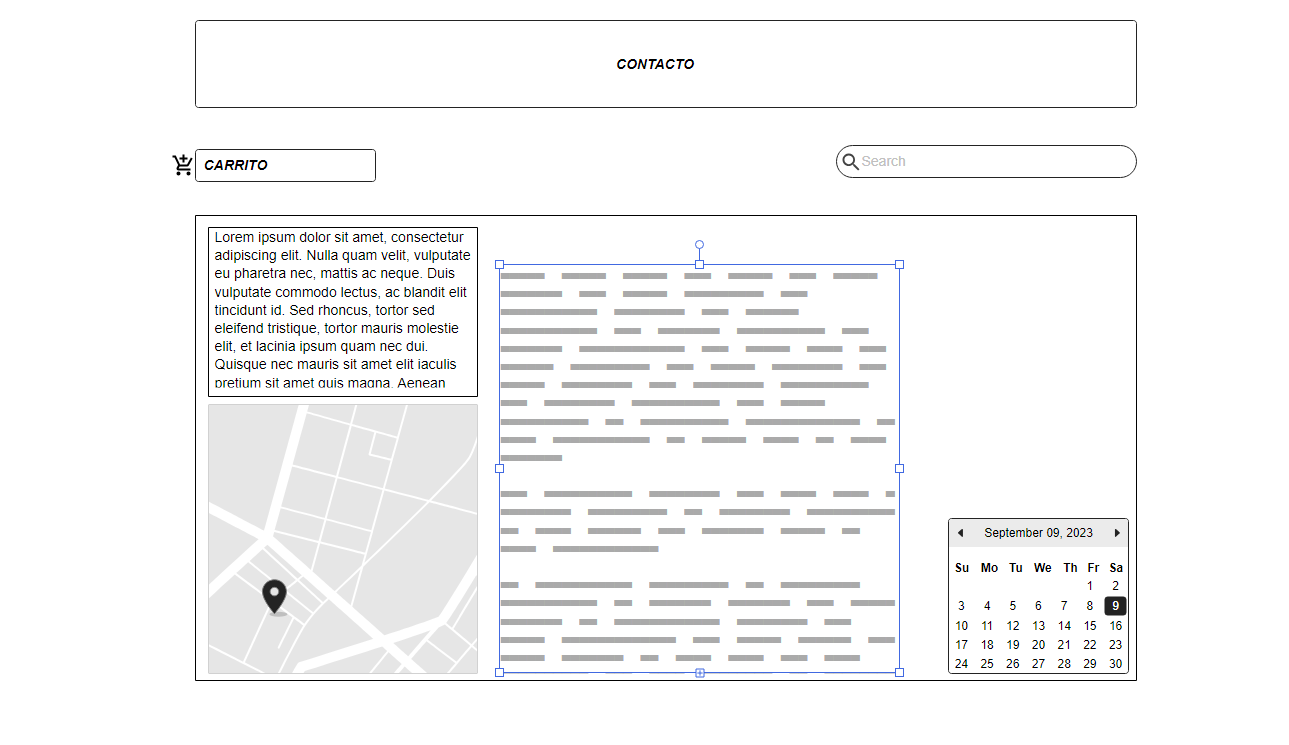 CONTACTO
CARRITO
Search
Lorem ipsum dolor sit amet, consectetur
adipiscing elit. Nulla quam velit, vulputate
eu pharetra nec, mattis ac neque. Duis
vulputate commodo lectus, ac blandit elit
tincidunt id. Sed rhoncus, tortor sed
eleifend tristique, tortor mauris molestie
elit, et lacinia ipsum quam nec dui.
Quisque nec mauris sit amet elit iaculis
pretium sit amet quis magna. Aenean
September 09, 2023
Su Mo Tu We Th Fr Sa
1 2
3 4 5 6 7 8 9
10 11 12 13 14 15 16
17 18 19 20 21 22 23
24 25 26 27 28 29 30